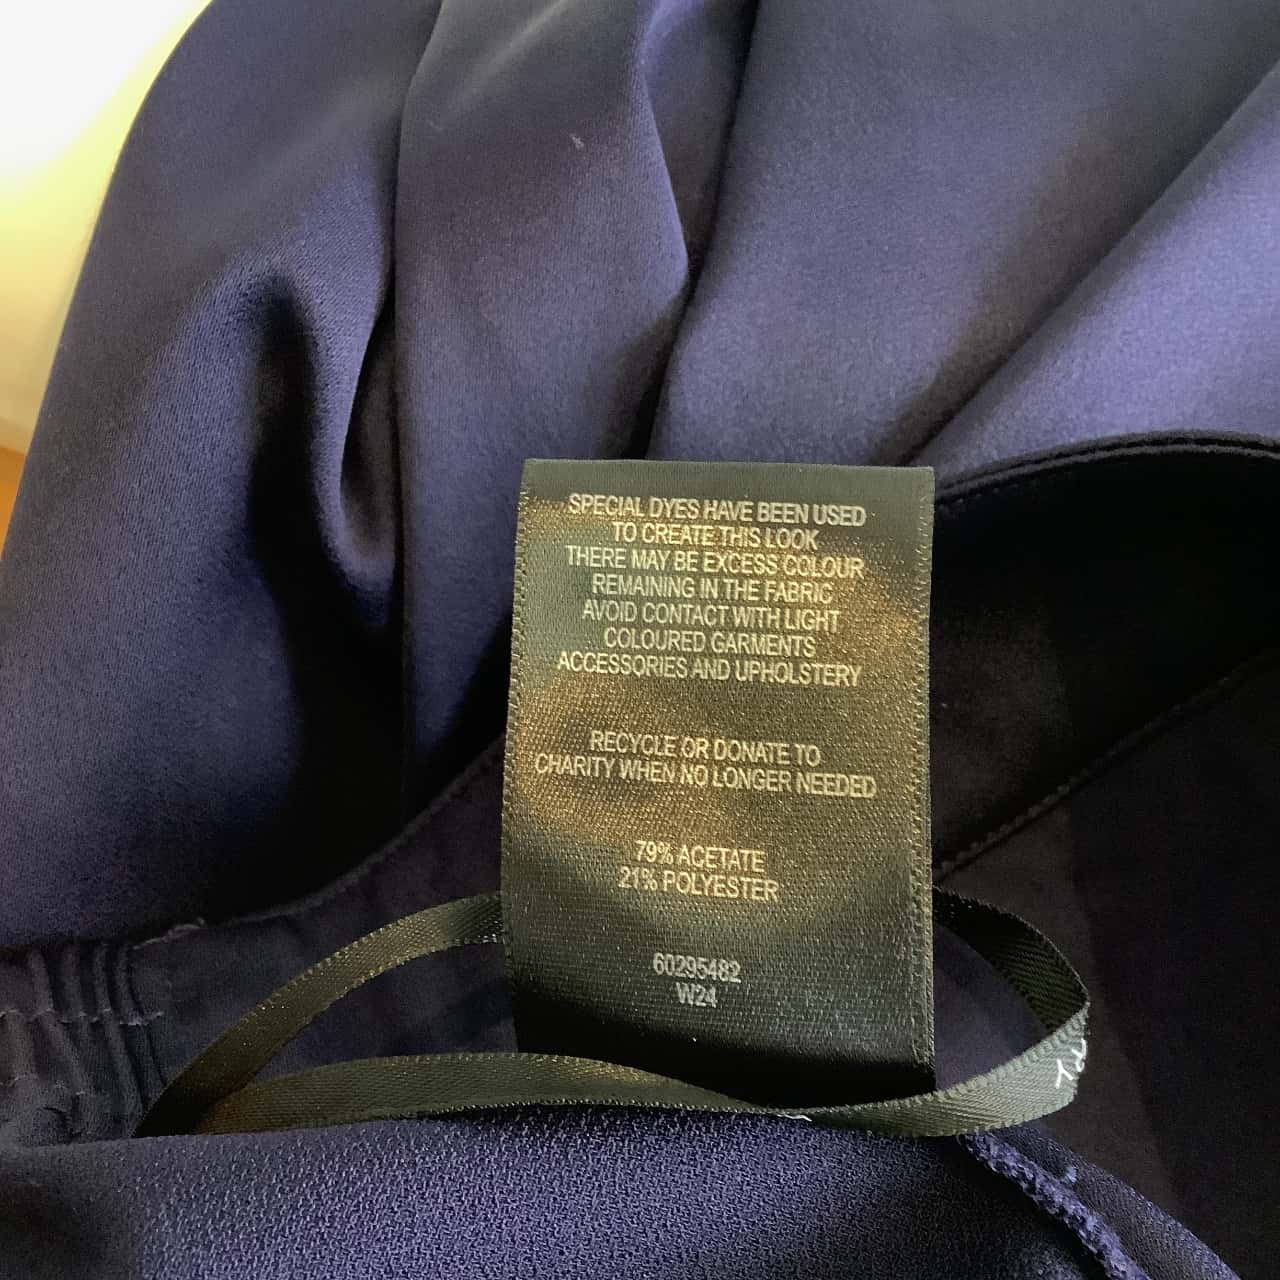 SPECIAL DYES HAVE BEEN USED
TO CREATE THIS LOOK
THERE MAY BE EXCESS COLOUR
REMAINING IN THE FABRIC
AVOID CONTACT WITH LIGHT
COLOURED GARMENTS
ACCESSORIES AND UPHOLSTERY
RECYCLE OR DONATE TO
CHARITY WHEN NO LONGER NEEDED
79% ACETATE
21% POLYESTER
60295482
W24